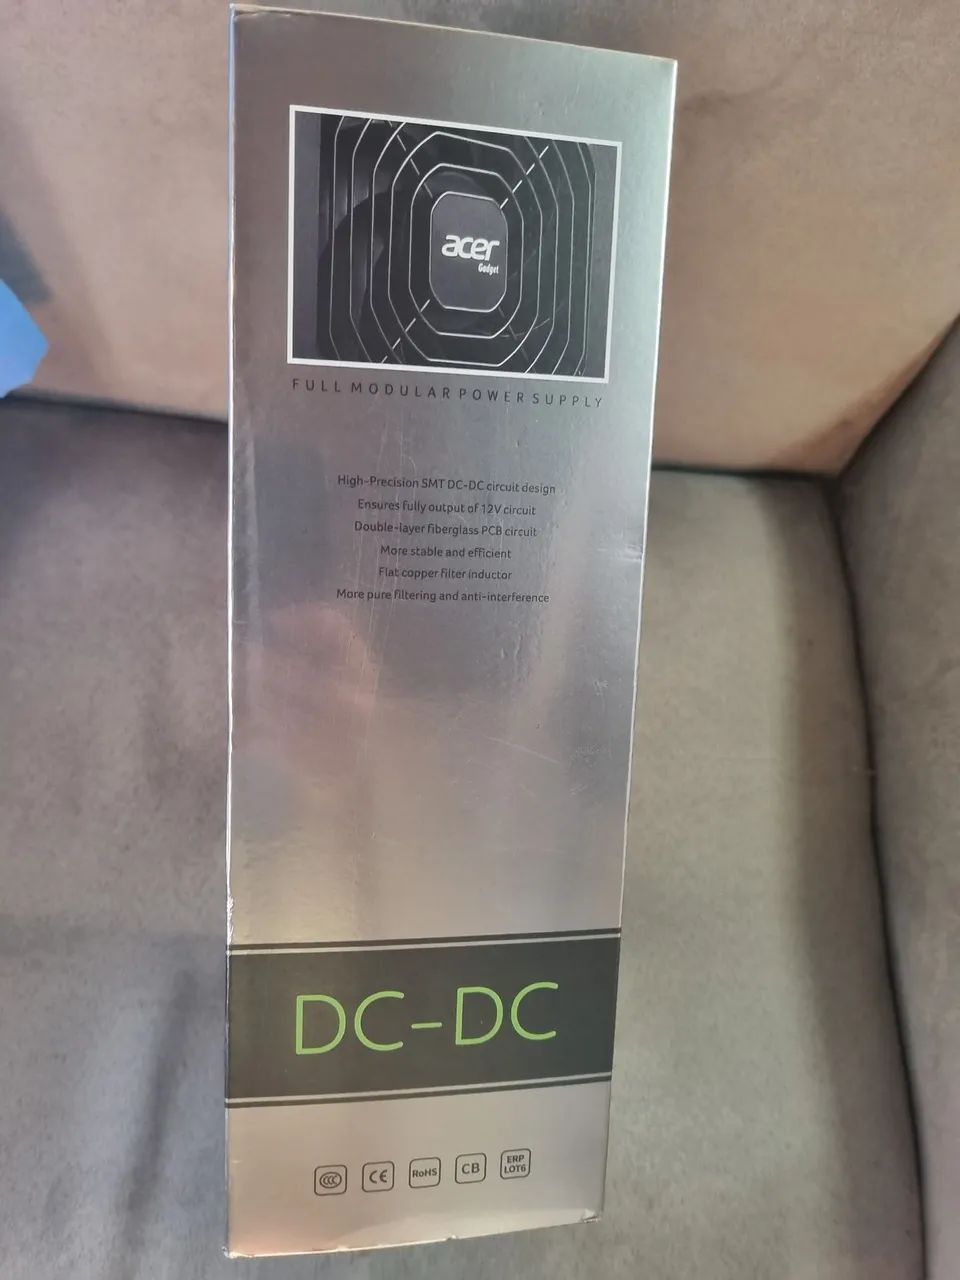 acer
Gadget
FULL MODULAR POWER SUPPLY
High-Precision SMT DC-DC circuit design
Ensures fully output of 12V circuit
Double-layer fiberglass PCB circuit
More stable and efficient
Flat copper filter inductor
More pure filtering and anti-interference
DC-DC
CCC
CE
RoHS
CB
ERP
LOT6